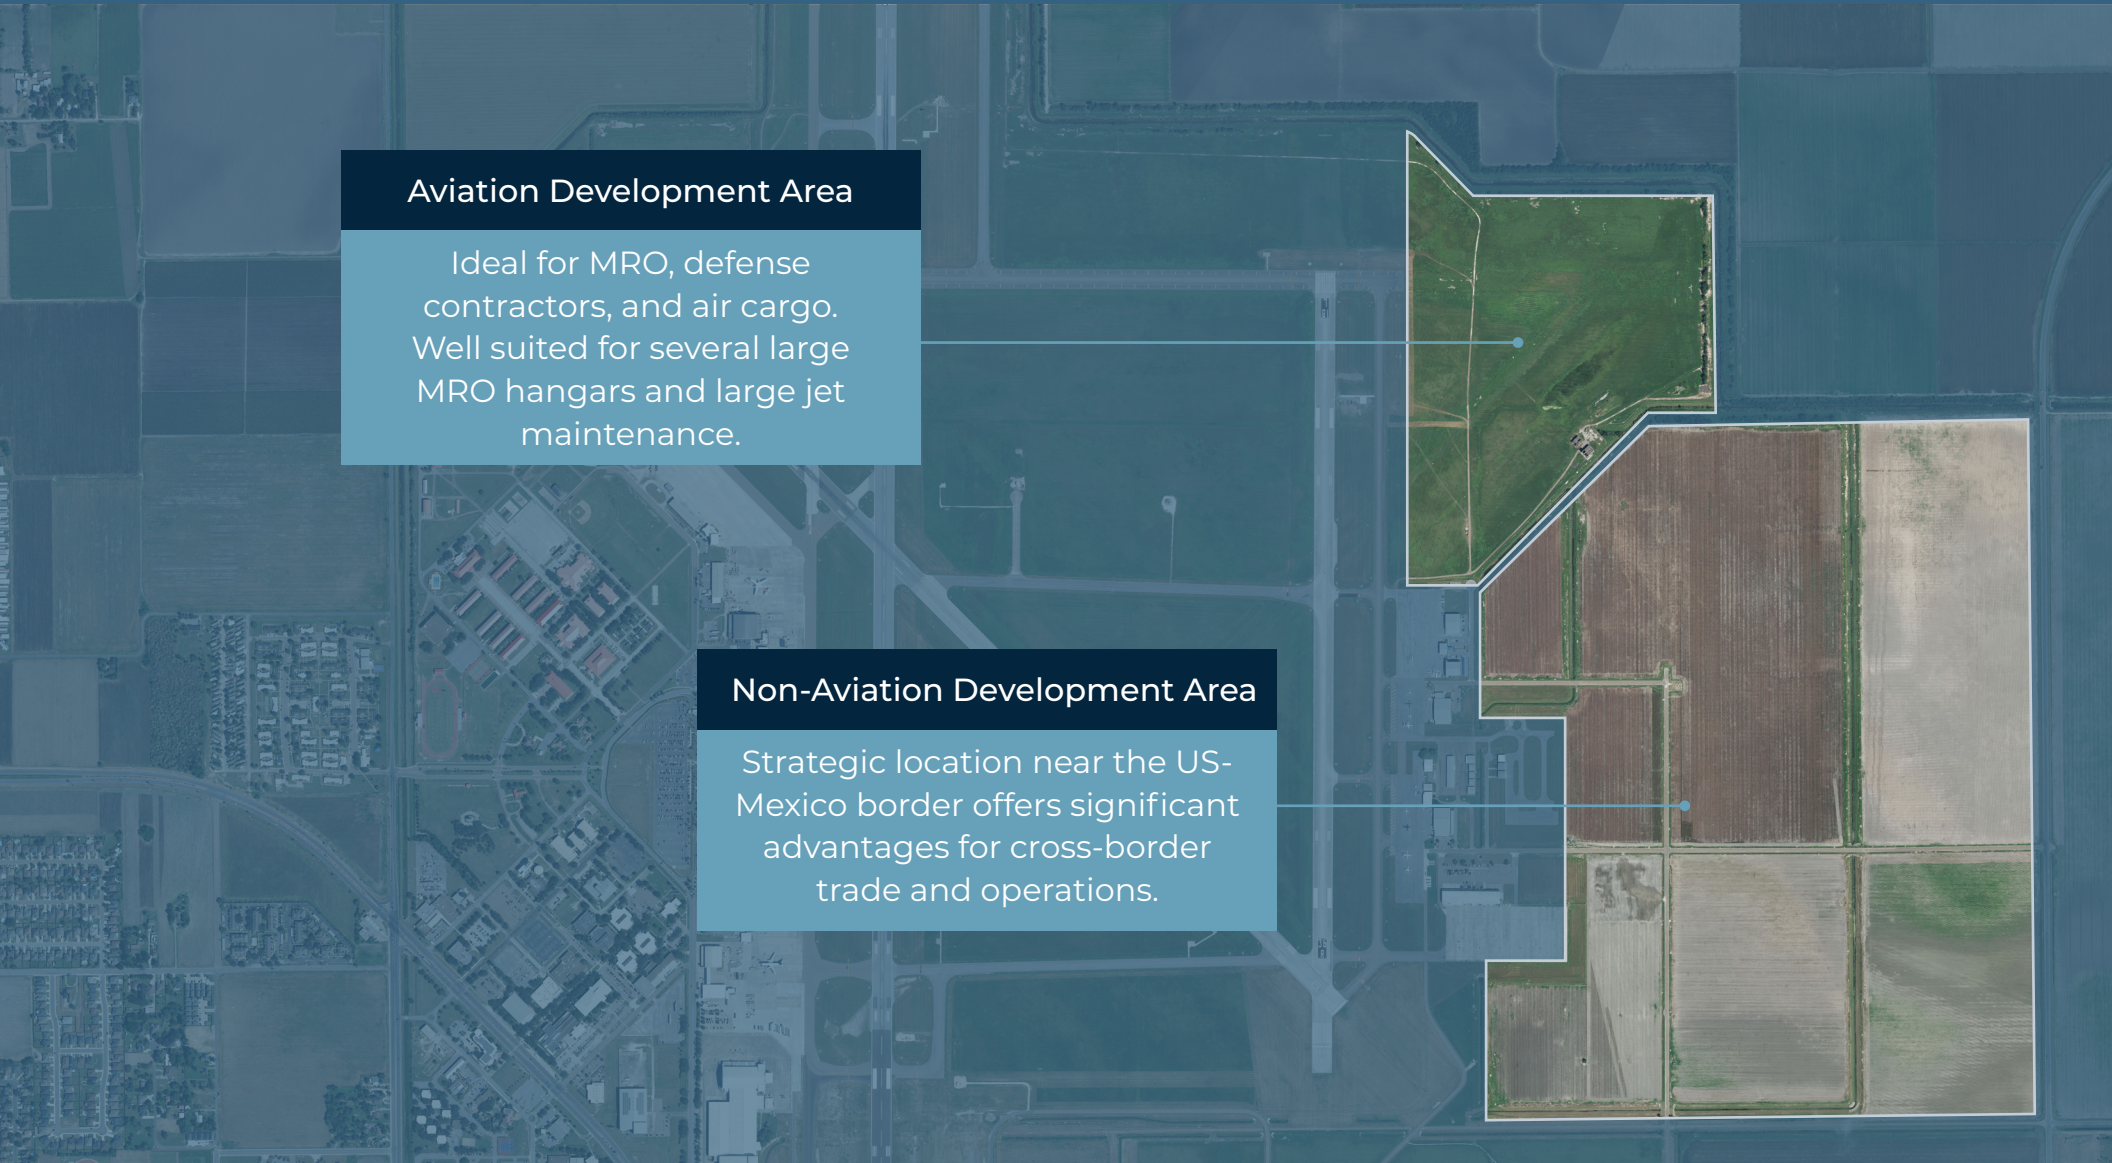 Aviation Development Area
Ideal for MRO, defense
contractors, and air cargo.
Well suited for several large
MRO hangars and large jet
maintenance.
Non-Aviation Development Area
Strategic location near the US-
Mexico border offers significant
advantages for cross-border
trade and operations.